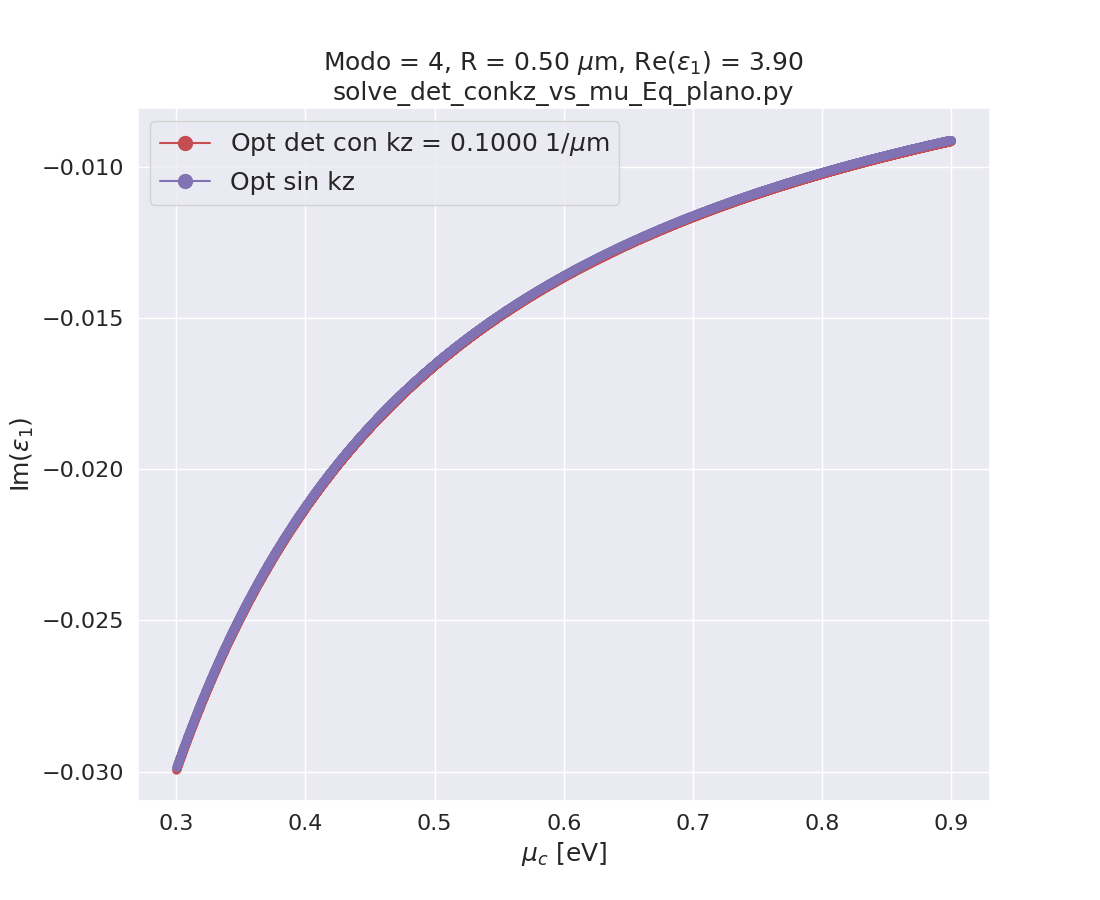 Modo = 4, R = 0.50 μm, Re(ε₁) = 3.90
solve_det_conkz_vs_mu_Eq_plano.py
Opt det con kz = 0.1000 1/μm
Opt sin kz
−0.010
−0.015
−0.020
−0.025
−0.030
Im(ε₁)
0.3 0.4 0.5 0.6 0.7 0.8 0.9
μ_c [eV]